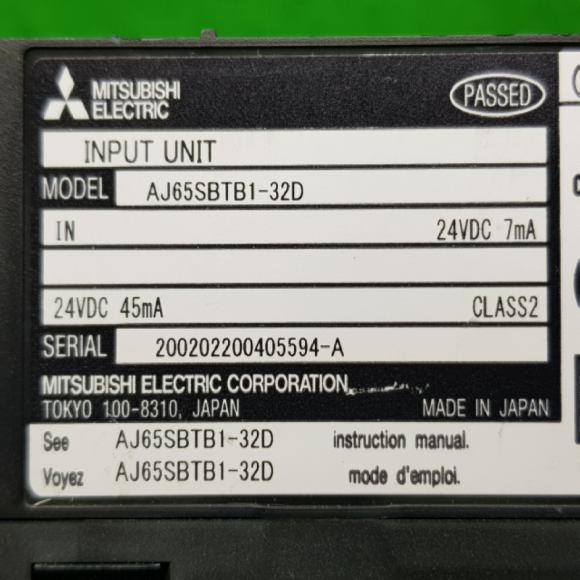 MITSUBISHI
ELECTRIC
PASSED
INPUT UNIT
MODEL AJ65SBTB1-32D
IN 24VDC 7mA
24VDC 45mA CLASS2
SERIAL 200202200405594-A
MITSUBISHI ELECTRIC CORPORATION
TOKYO 100-8310, JAPAN MADE IN JAPAN
See AJ65SBTB1-32D instruction manual.
Voyez AJ65SBTB1-32D mode d'emploi.